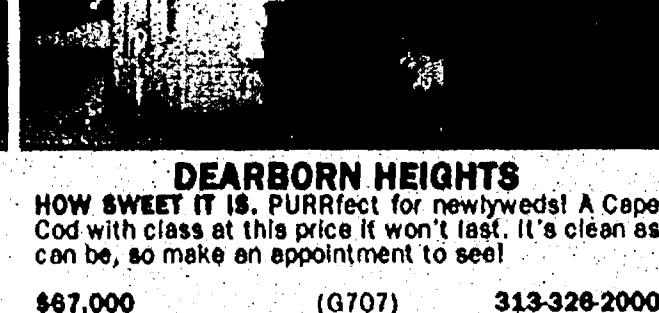 DEARBORN HEIGHTS
HOW SWEET IT IS. PURRfect for newlyweds! A Cape
Cod with class at this price it won't last. It's clean as
can be, so make an appointment to see!
$67,000 (G707) 313-326-2000